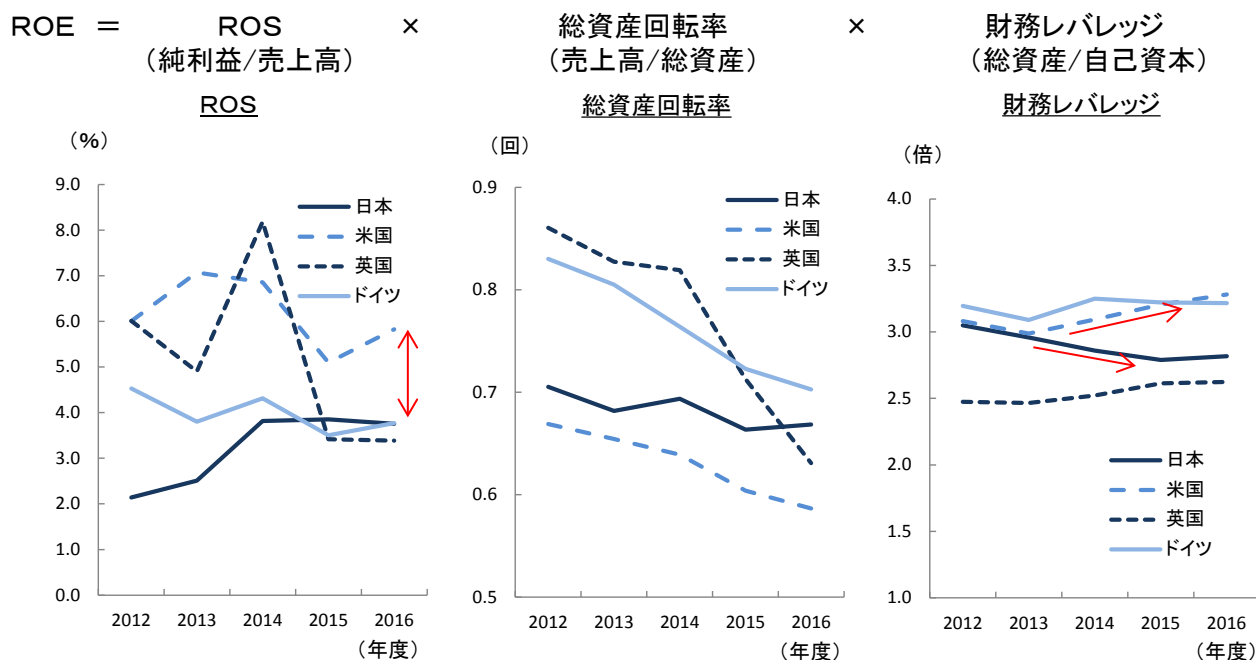 ROE = ROS × 総資産回転率 × 財務レバレッジ
(純利益/売上高) (売上高/総資産) (総資産/自己資本)
ROS
(%)
9.0
8.0
7.0
6.0
5.0
4.0
3.0
2.0
1.0
0.0
日本
米国
英国
ドイツ
2012 2013 2014 2015 2016
(年度)
総資産回転率
(回)
0.9
0.8
0.7
0.6
0.5
日本
米国
英国
ドイツ
2012 2013 2014 2015 2016
(年度)
財務レバレッジ
(倍)
4.0
3.5
3.0
2.5
2.0
1.5
1.0
日本
米国
英国
ドイツ
2012 2013 2014 2015 2016
(年度)